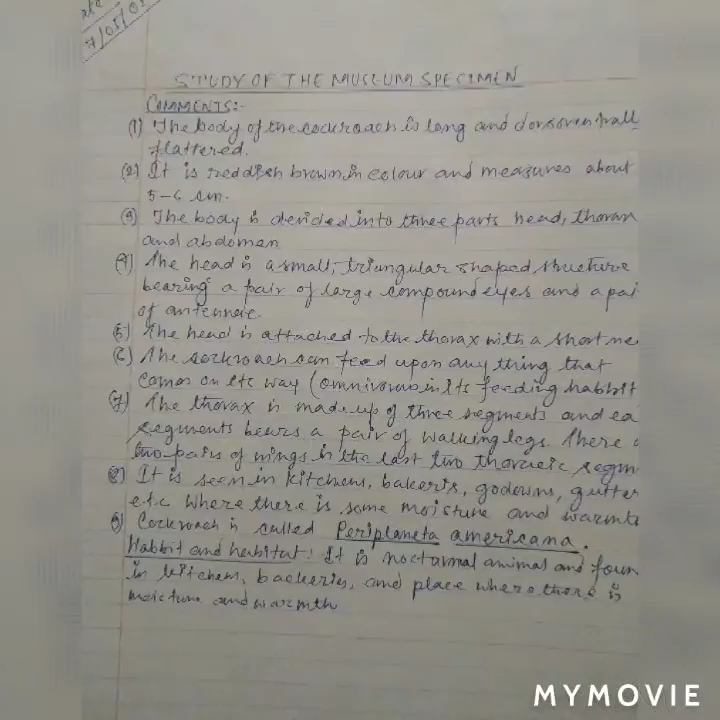 ate
7/05/0
STUDY OF THE MUSEUM SPECIMEN
COMMENTS:-
(1) The body of the cockroach is long and dorsoventrall
flattered.
(2) It is reddish brown in colour and measures about
5-6 cm.
(3) The body is devided into three parts head, thorax
and abdomen
(4) The head is a small, triangular shaped structure
bearing a pair of large compound eyes and a pai
of antennae.
(5) The head is attached to the thorax with a short ne
(6) The cockroach can feed upon any thing that
comes on its way (omnivorous in its feeding habbit
(7) The thorax is made up of three segments and ea
segments bears a pair of walking legs. There a
two pairs of wings in the last two thoracic segm
(8) It is seen in kitchens, bakeris, godowns, gutter
etc where there is some moisture and warmth
(9) Cockroach is called Periplaneta americana.
Habbit and habitat: It is nocturnal animal and foun
in kitchens, backeries, and place where there is
moicture and warmth
MYMOVIE